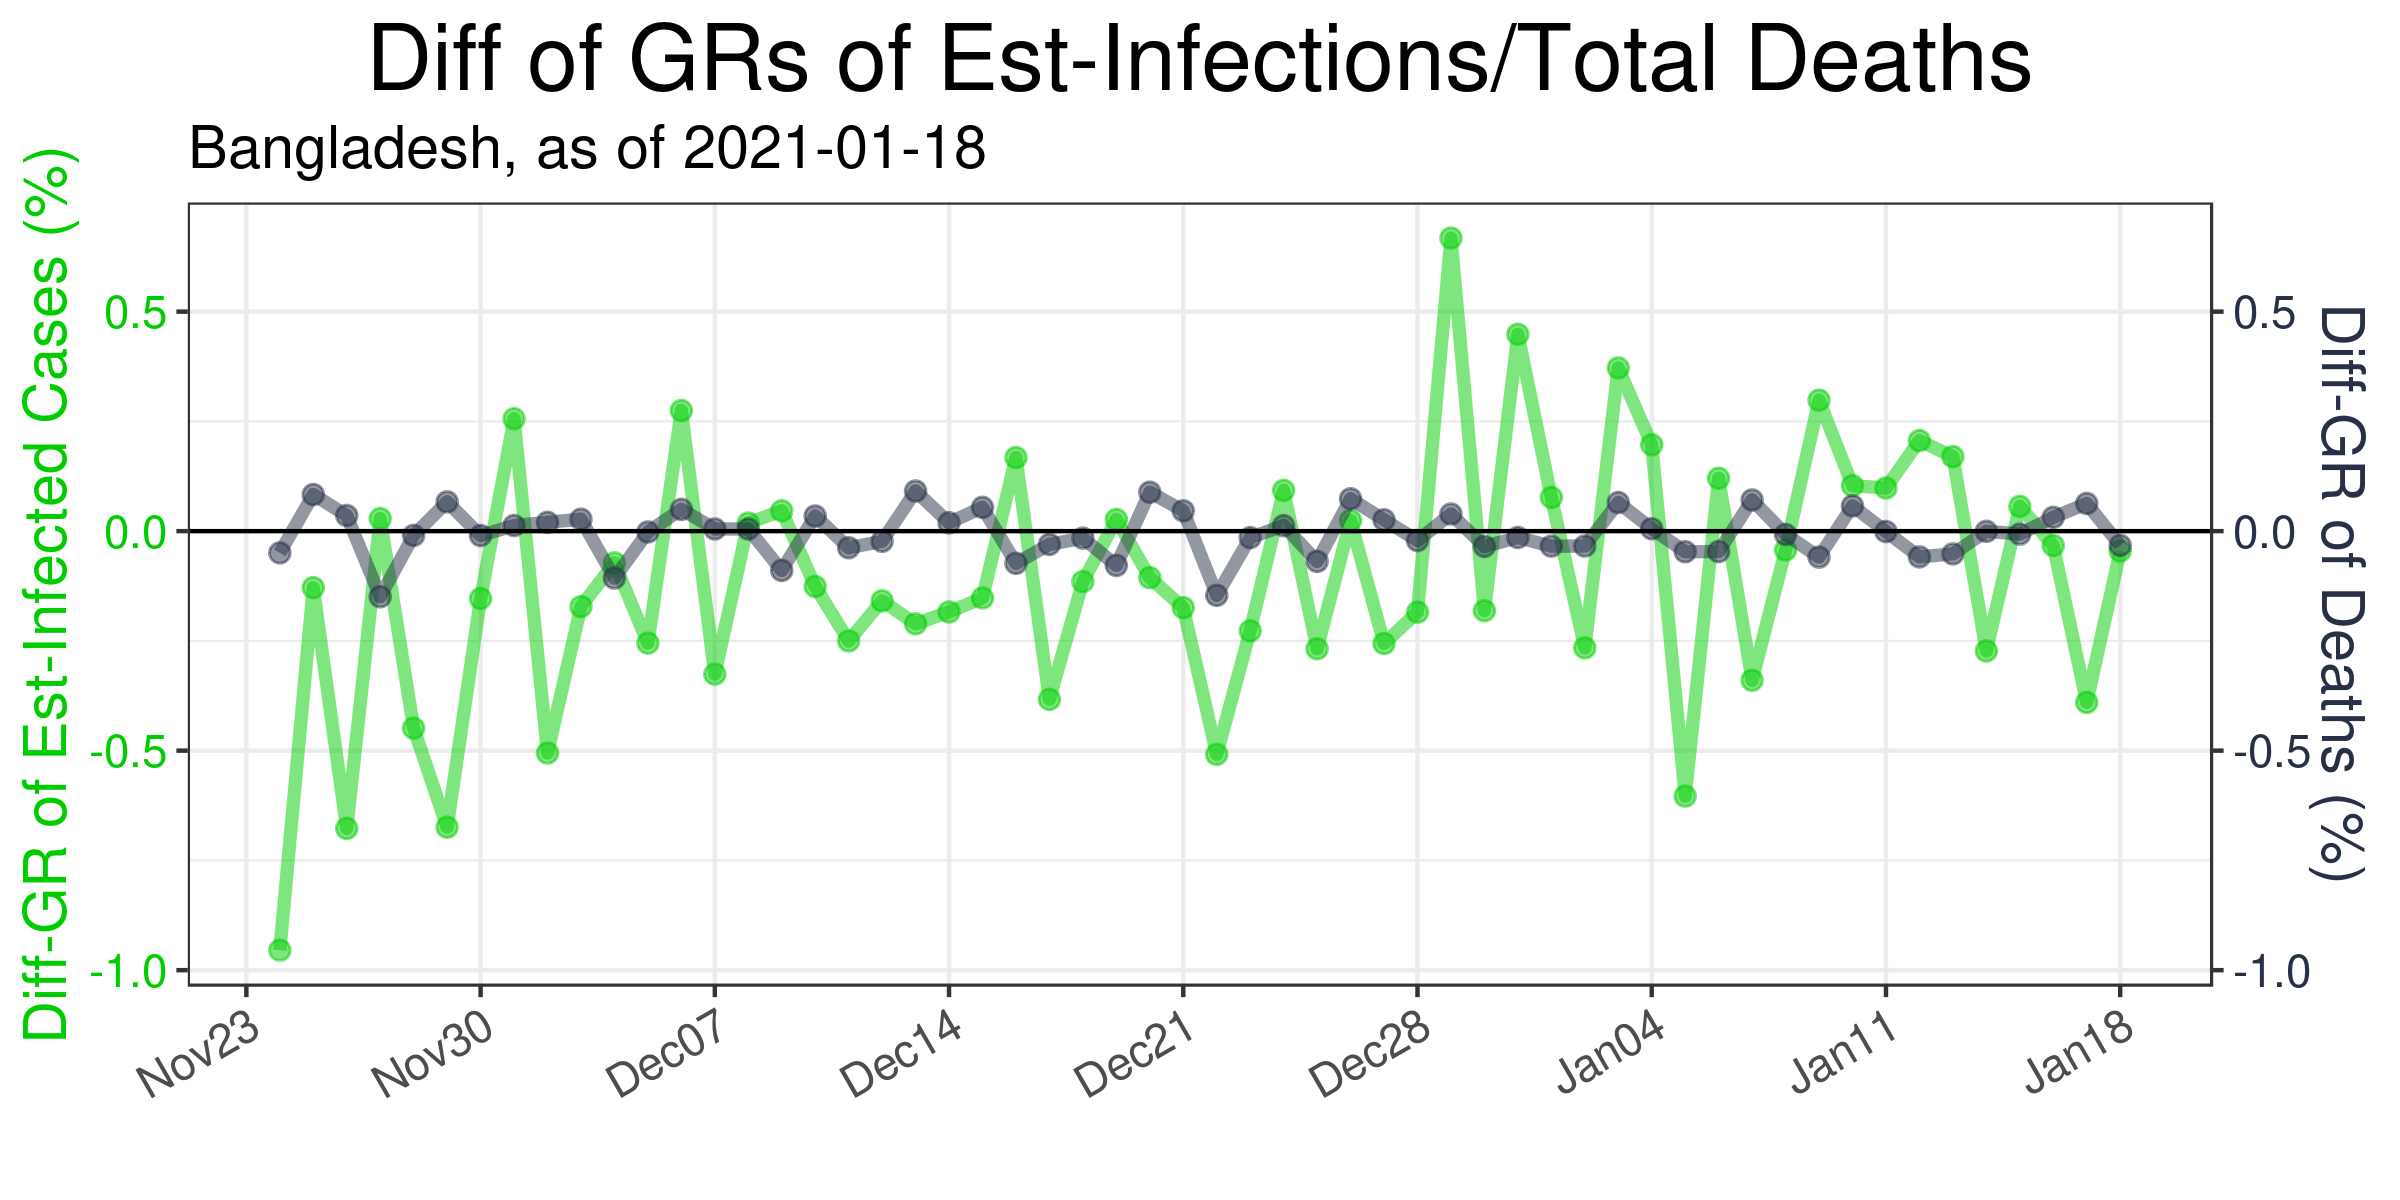 Diff of GRs of Est-Infections/Total Deaths
Bangladesh, as of 2021-01-18
Diff-GR of Est-Infected Cases (%)
0.5
0.0
-0.5
-1.0
0.5
0.0
-0.5
-1.0
Diff-GR of Deaths (%)
Nov23
Nov30
Dec07
Dec14
Dec21
Dec28
Jan04
Jan11
Jan18